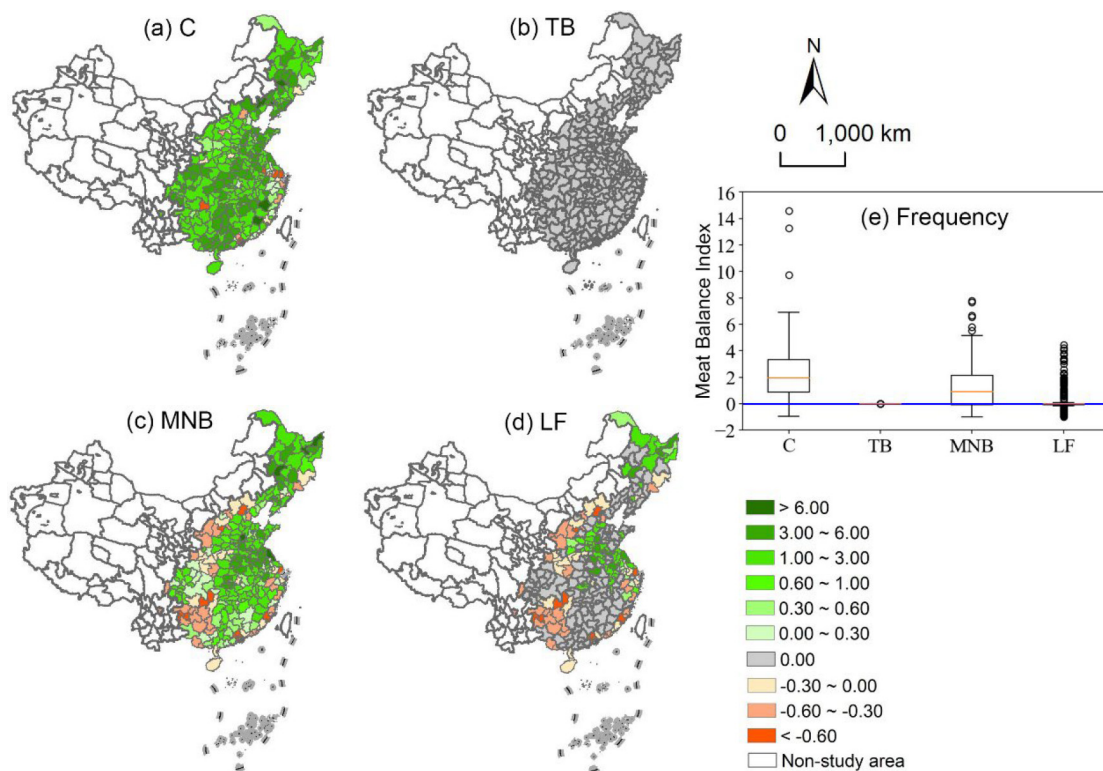 (a) C
(b) TB
N
0 1,000 km
(e) Frequency
Meat Balance Index
16
14
12
10
8
6
4
2
0
−2
C TB MNB LF
(c) MNB
(d) LF
> 6.00
3.00 ~ 6.00
1.00 ~ 3.00
0.60 ~ 1.00
0.30 ~ 0.60
0.00 ~ 0.30
0.00
-0.30 ~ 0.00
-0.60 ~ -0.30
< -0.60
Non-study area